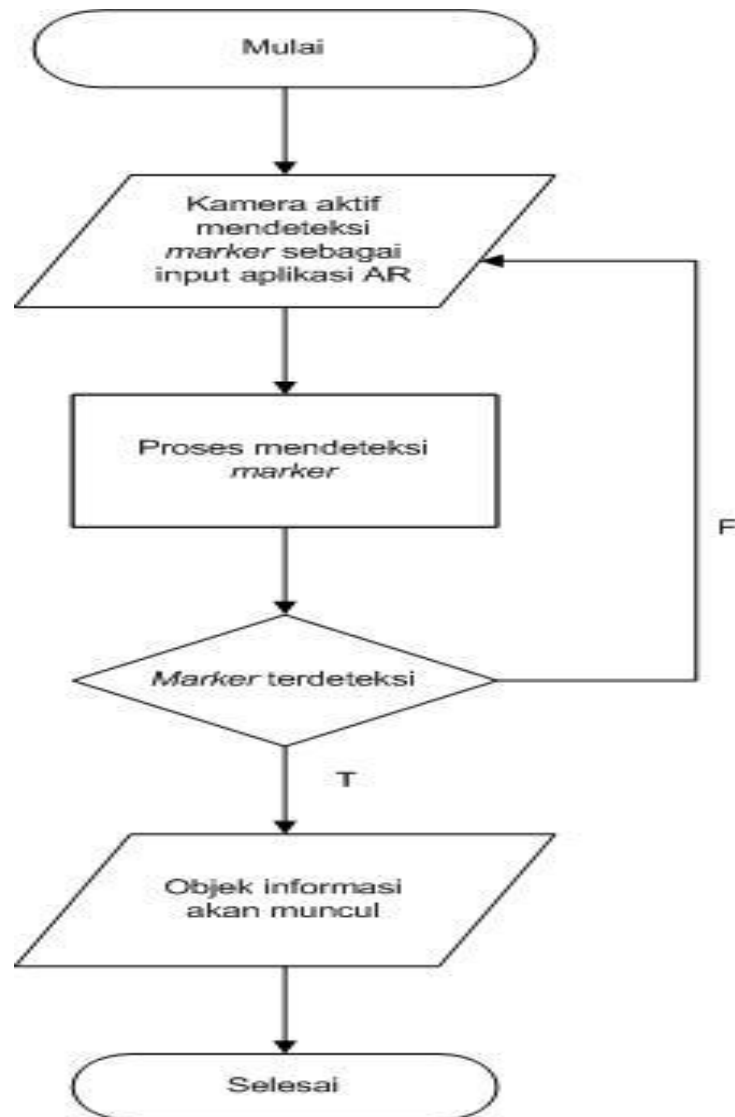 Mulai
Kamera aktif
mendeteksi
marker sebagai
input aplikasi AR
Proses mendeteksi
marker
F
Marker terdeteksi
T
Objek informasi
akan muncul
Selesai